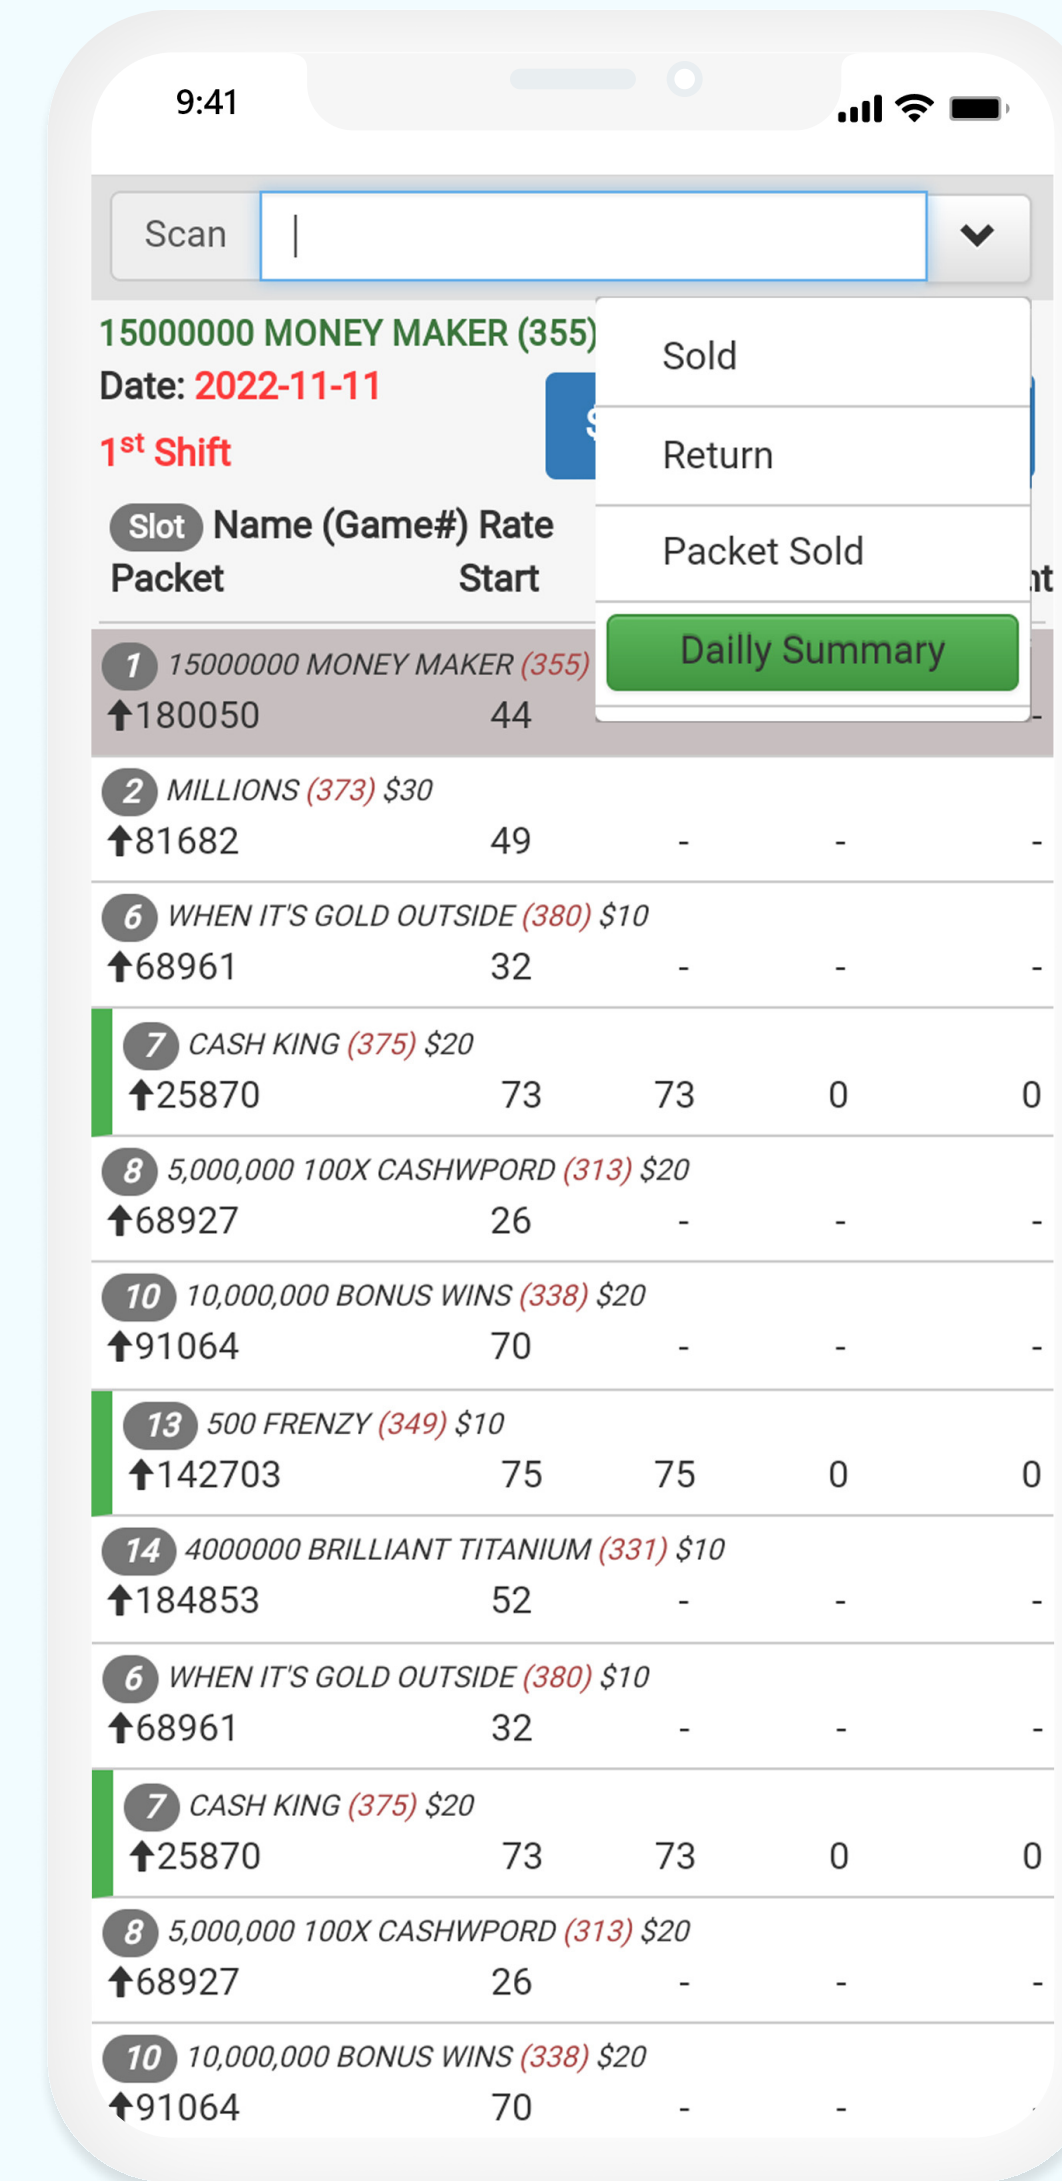 9:41
Scan
15000000 MONEY MAKER (355)
Sold
Date: 2022-11-11
$
Return
1st Shift
Slot Name (Game#) Rate
Packet Sold
Packet Start
Dailly Summary
1 15000000 MONEY MAKER (355)
180050 44 -
2 MILLIONS (373) $30
81682 49 - - -
6 WHEN IT'S GOLD OUTSIDE (380) $10
68961 32 - - -
7 CASH KING (375) $20
25870 73 73 0 0
8 5,000,000 100X CASHWPORD (313) $20
68927 26 - - -
10 10,000,000 BONUS WINS (338) $20
91064 70 - - -
13 500 FRENZY (349) $10
142703 75 75 0 0
14 4000000 BRILLIANT TITANIUM (331) $10
184853 52 - - -
6 WHEN IT'S GOLD OUTSIDE (380) $10
68961 32 - - -
7 CASH KING (375) $20
25870 73 73 0 0
8 5,000,000 100X CASHWPORD (313) $20
68927 26 - - -
10 10,000,000 BONUS WINS (338) $20
91064 70 - -